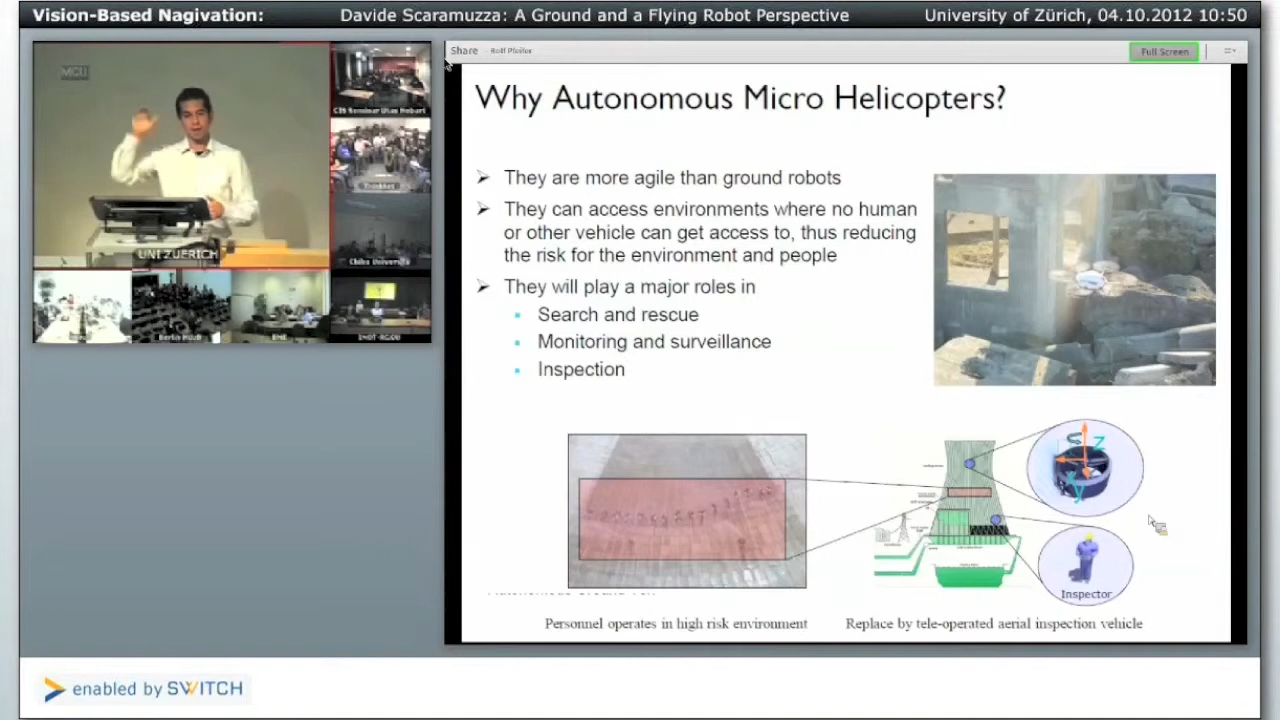 Vision-Based Nagivation:
Davide Scaramuzza: A Ground and a Flying Robot Perspective
University of Zürich, 04.10.2012 10:50
MCU
UNI ZUERICH
Chiba University
Share - Rolf Pfeifer
Full Screen
Why Autonomous Micro Helicopters?
➢ They are more agile than ground robots
➢ They can access environments where no human
or other vehicle can get access to, thus reducing
the risk for the environment and people
➢ They will play a major roles in
▪ Search and rescue
▪ Monitoring and surveillance
▪ Inspection
Z
X
y
Inspector
Personnel operates in high risk environment
Replace by tele-operated aerial inspection vehicle
enabled by SWITCH